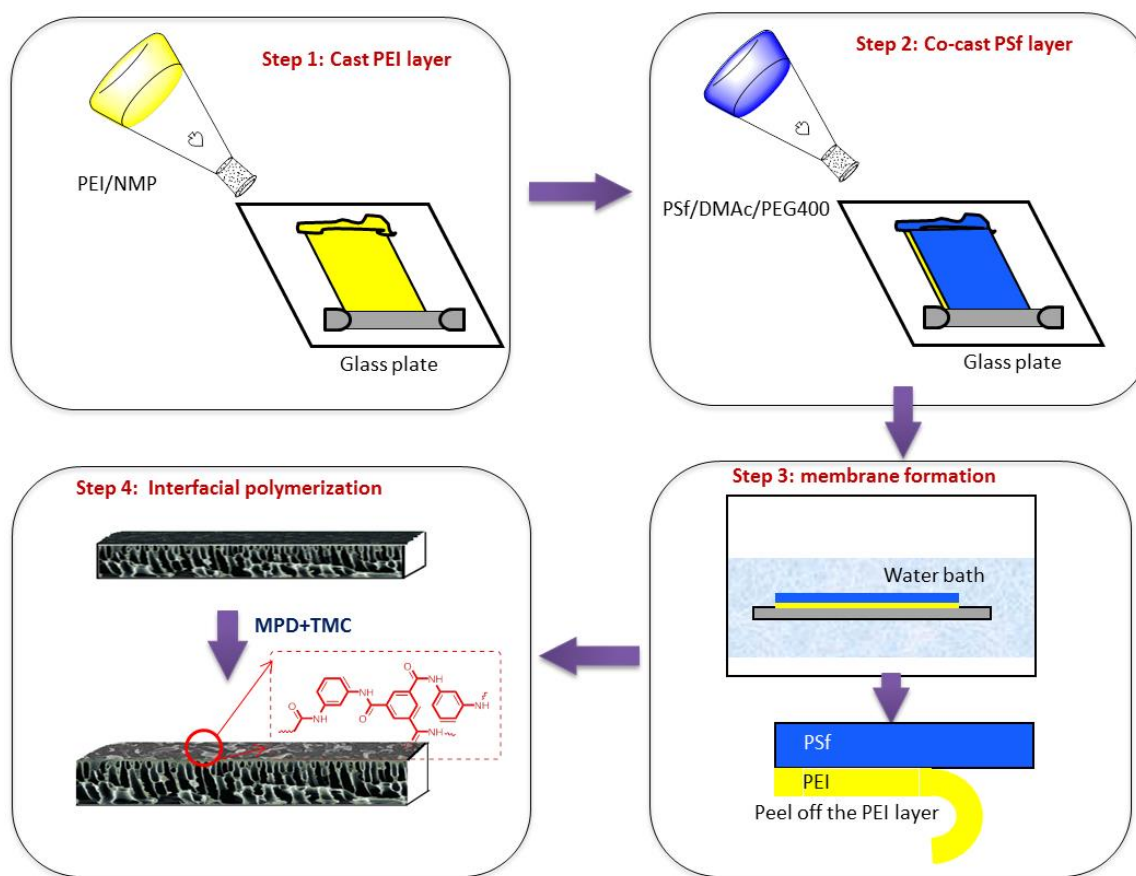 Step 1: Cast PEI layer
PEI/NMP
Glass plate
Step 2: Co-cast PSf layer
PSf/DMAc/PEG400
Glass plate
Step 3: membrane formation
Water bath
PSf
PEI
Peel off the PEI layer
Step 4: Interfacial polymerization
MPD+TMC
O
H
N
NH
O
O
H
N
NH
O
NH
O
HN